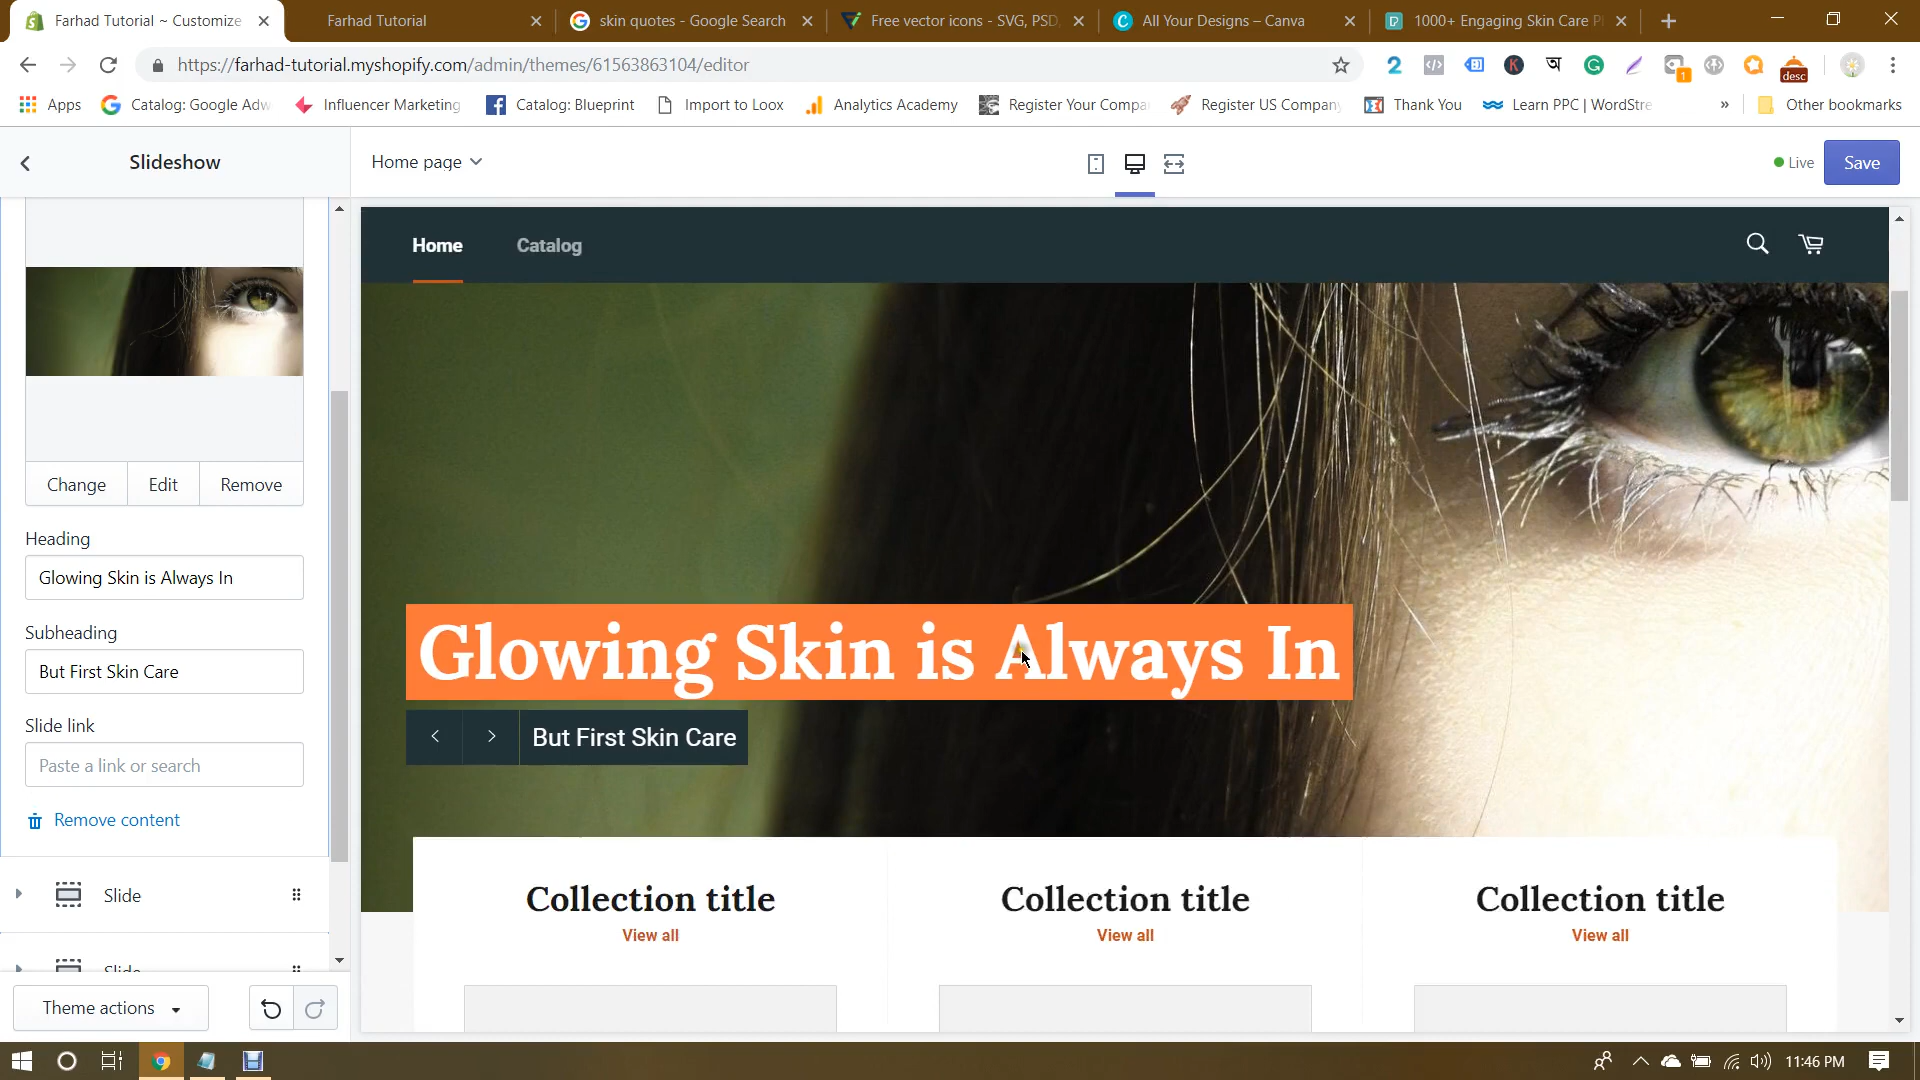 Farhad Tutorial ~ Customize
Farhad Tutorial
skin quotes - Google Search
Free vector icons - SVG, PSD,
All Your Designs – Canva
1000+ Engaging Skin Care P
https://farhad-tutorial.myshopify.com/admin/themes/61563863104/editor
2
K
অ
1
desc
Apps
Catalog: Google Adw
Influencer Marketing
Catalog: Blueprint
Import to Loox
Analytics Academy
Register Your Compa
Register US Company
Thank You
Learn PPC | WordStre
»
Other bookmarks
Slideshow
Home page
Live
Save
Home
Catalog
Change
Edit
Remove
Heading
Glowing Skin is Always In
Subheading
But First Skin Care
Slide link
Paste a link or search
Remove content
Slide
Slide
Theme actions
Glowing Skin is Always In
But First Skin Care
Collection title
View all
Collection title
View all
Collection title
View all
11:46 PM